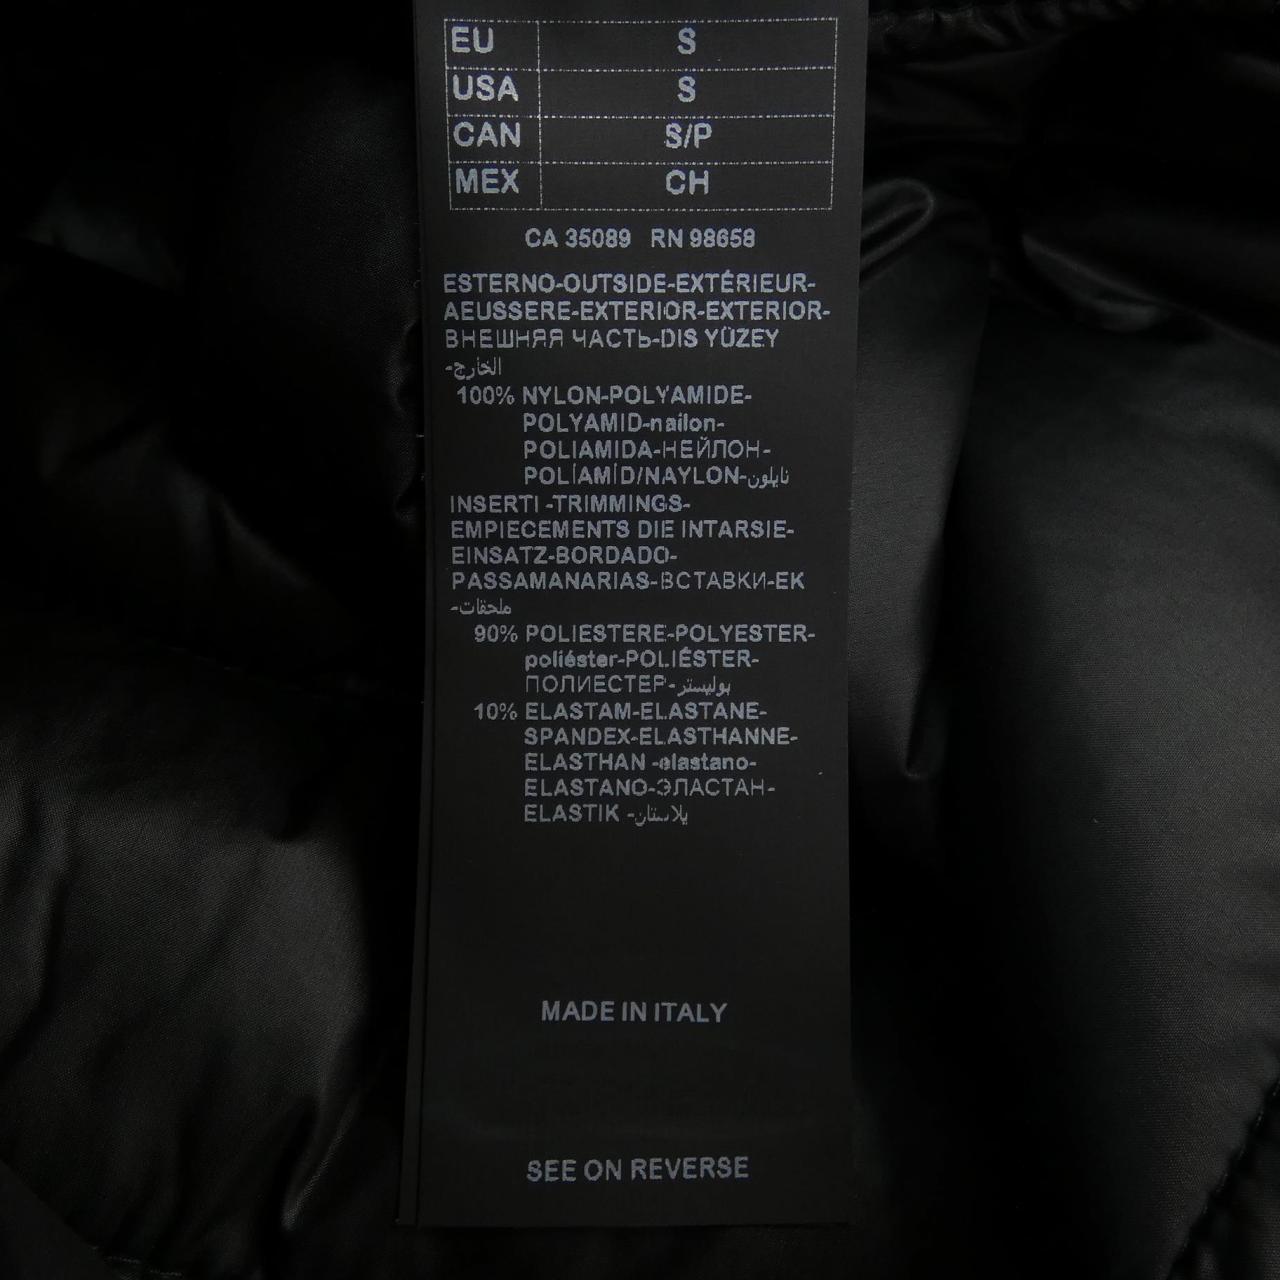 EU S
USA S
CAN S/P
MEX CH
CA 35089 RN 98658
ESTERNO-OUTSIDE-EXTÉRIEUR-
AEUSSERE-EXTERIOR-EXTERIOR-
ВНЕШНЯЯ ЧАСТЬ-DIS YÜZEY
الخارج-
100% NYLON-POLYAMIDE-
POLYAMID-nailon-
POLIAMIDA-НЕЙЛОН-
POLİAMİD/NAYLON-نايلون
INSERTI -TRIMMINGS-
EMPIECEMENTS DIE INTARSIE-
EINSATZ-BORDADO-
PASSAMANARIAS-ВСТАВКИ-EK
ملحقات-
90% POLIESTERE-POLYESTER-
poliéster-POLIÉSTER-
ПОЛИЕСТЕР-بوليستر
10% ELASTAM-ELASTANE-
SPANDEX-ELASTHANNE-
ELASTHAN -elastano-
ELASTANO-ЭЛАСТАН-
ELASTIK -يلاستان
MADE IN ITALY
SEE ON REVERSE